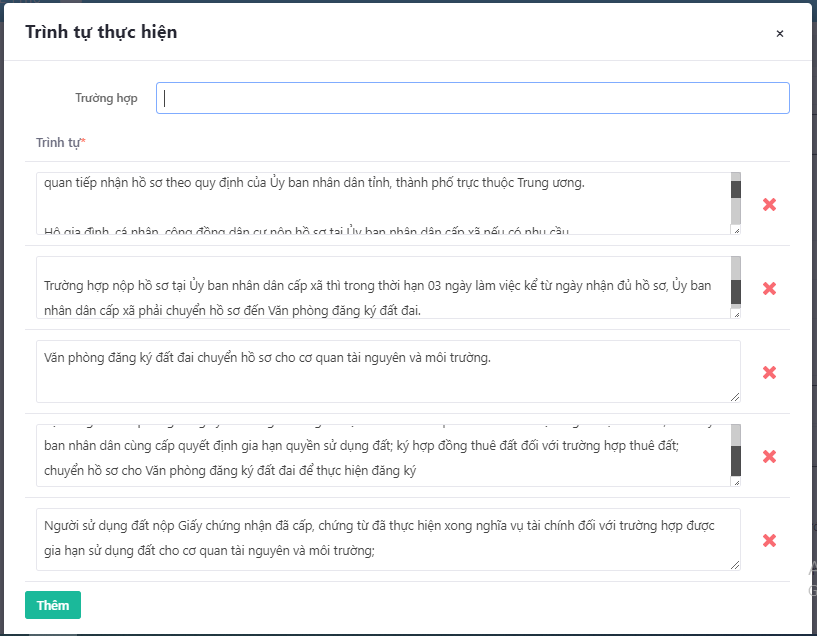 Trình tự thực hiện
×
Trường hợp
Trình tự*
quan tiếp nhận hồ sơ theo quy định của Ủy ban nhân dân tỉnh, thành phố trực thuộc Trung ương.
Hộ gia đình, cá nhân, cộng đồng dân cư nộp hồ sơ tại Ủy ban nhân dân cấp xã nếu có nhu cầu
Trường hợp nộp hồ sơ tại Ủy ban nhân dân cấp xã thì trong thời hạn 03 ngày làm việc kể từ ngày nhận đủ hồ sơ, Ủy ban
nhân dân cấp xã phải chuyển hồ sơ đến Văn phòng đăng ký đất đai.
Văn phòng đăng ký đất đai chuyển hồ sơ cho cơ quan tài nguyên và môi trường.
ban nhân dân cùng cấp quyết định gia hạn quyền sử dụng đất; ký hợp đồng thuê đất đối với trường hợp thuê đất;
chuyển hồ sơ cho Văn phòng đăng ký đất đai để thực hiện đăng ký
Người sử dụng đất nộp Giấy chứng nhận đã cấp, chứng từ đã thực hiện xong nghĩa vụ tài chính đối với trường hợp được
gia hạn sử dụng đất cho cơ quan tài nguyên và môi trường;
Thêm